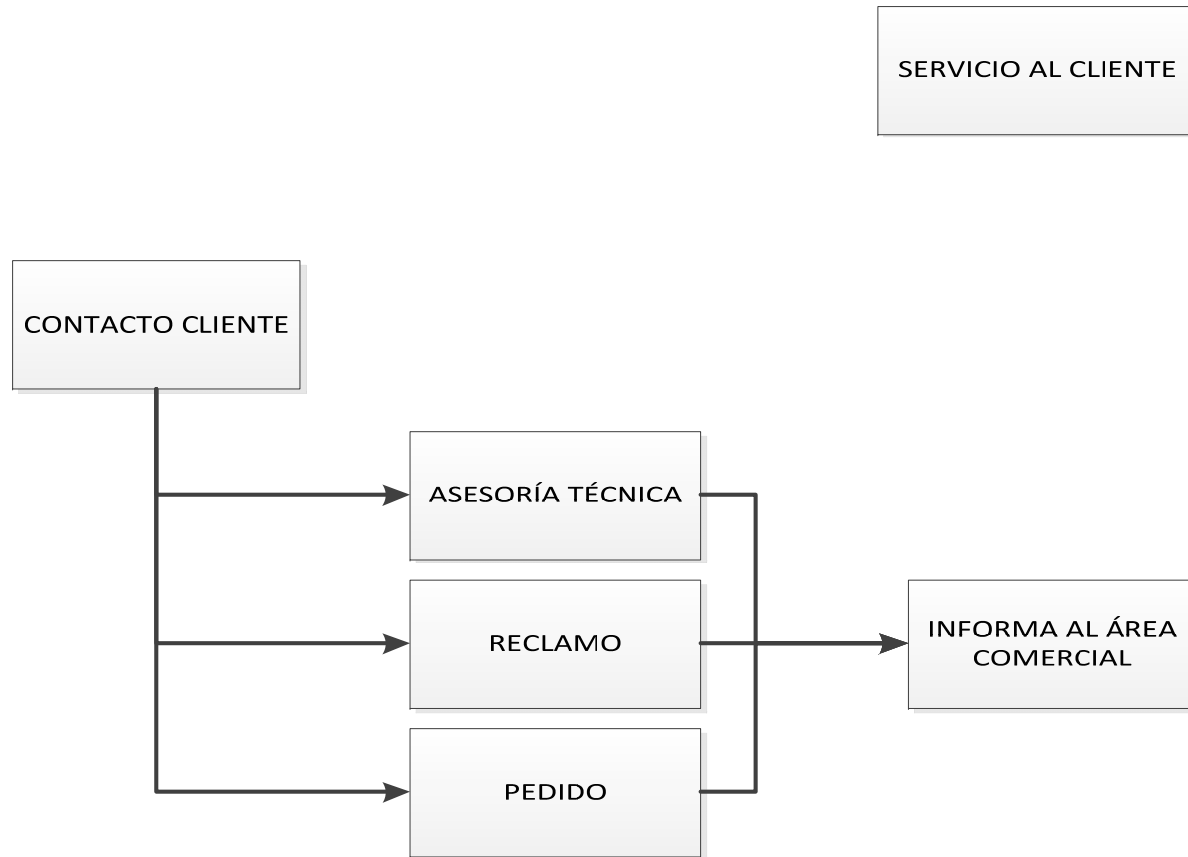 SERVICIO AL CLIENTE
CONTACTO CLIENTE
ASESORÍA TÉCNICA
RECLAMO
INFORMA AL ÁREA
COMERCIAL
PEDIDO